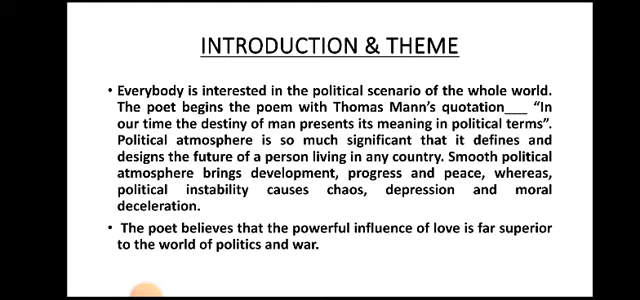 INTRODUCTION & THEME
• Everybody is interested in the political scenario of the whole world.
The poet begins the poem with Thomas Mann's quotation___ "In
our time the destiny of man presents its meaning in political terms".
Political atmosphere is so much significant that it defines and
designs the future of a person living in any country. Smooth political
atmosphere brings development, progress and peace, whereas,
political instability causes chaos, depression and moral
deceleration.
• The poet believes that the powerful influence of love is far superior
to the world of politics and war.